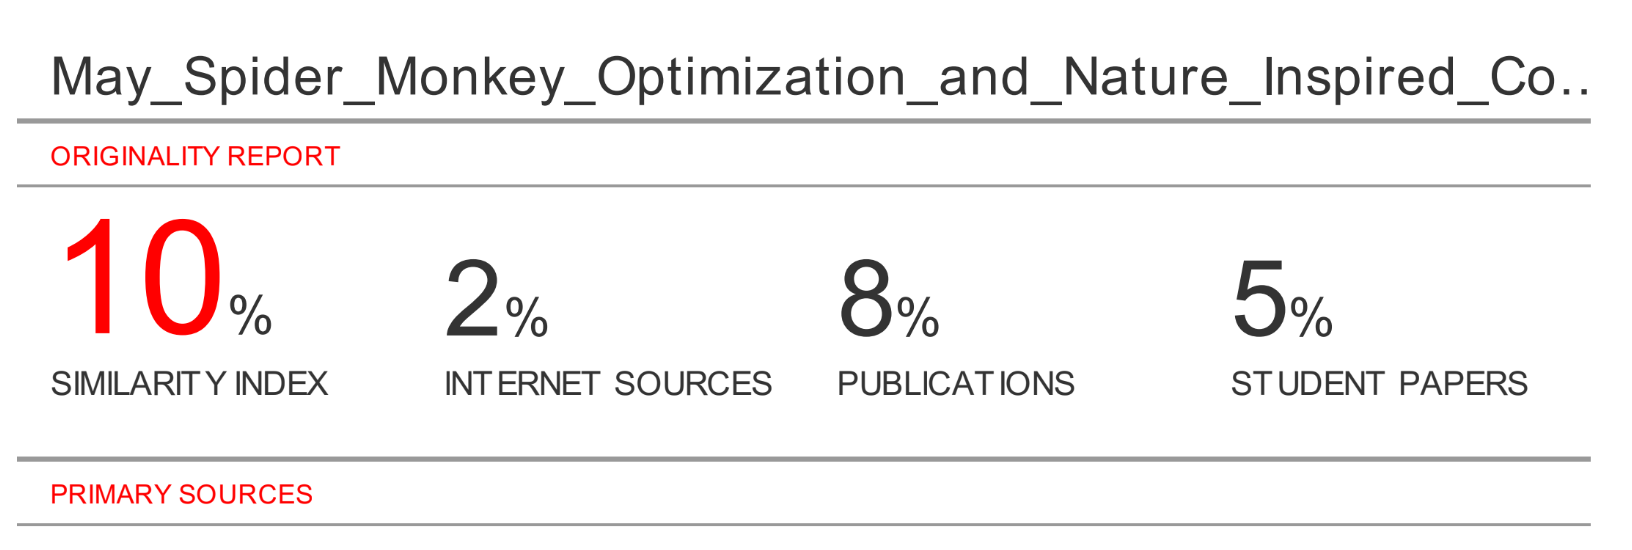 May_Spider_Monkey_Optimization_and_Nature_Inspired_Co..
ORIGINALITY REPORT
10% 2% 8% 5%
SIMILARITY INDEX INTERNET SOURCES PUBLICATIONS STUDENT PAPERS
PRIMARY SOURCES